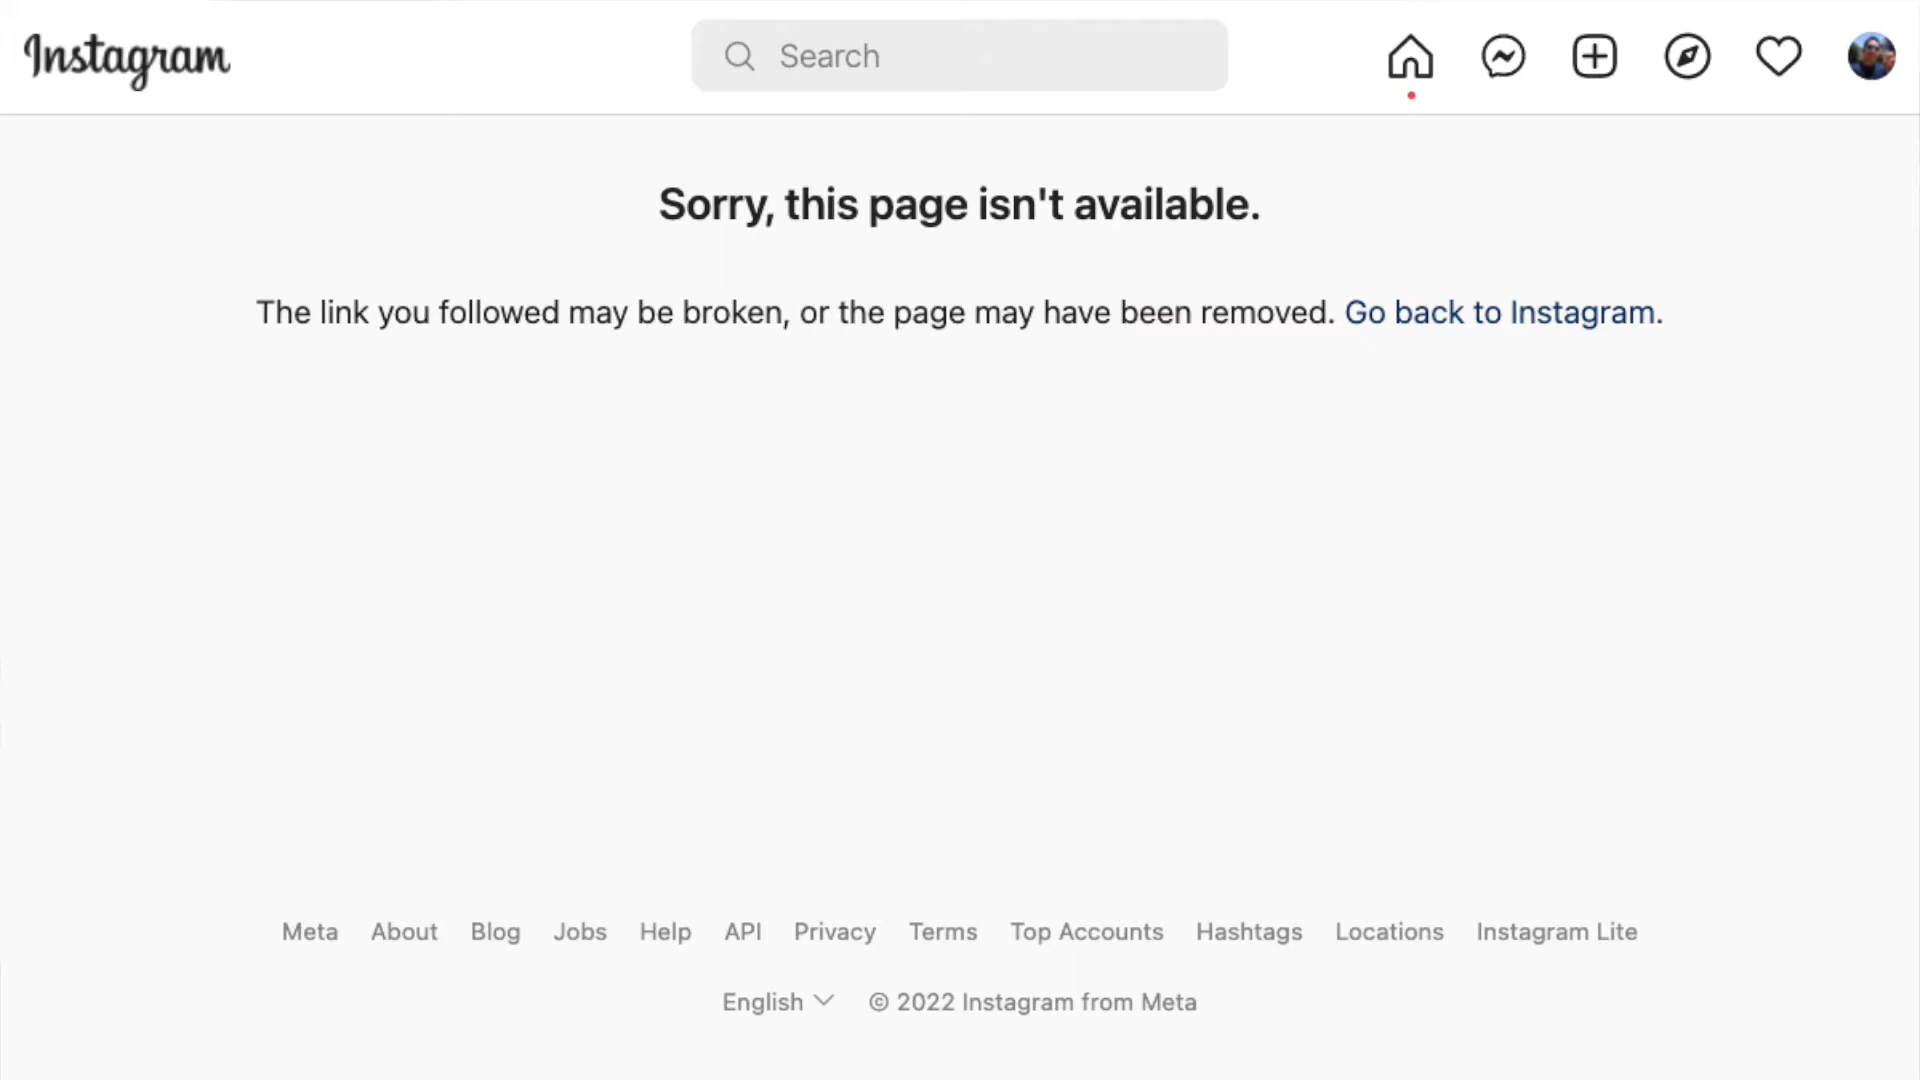 Instagram
Search
Sorry, this page isn't available.
The link you followed may be broken, or the page may have been removed. Go back to Instagram.
Meta About Blog Jobs Help API Privacy Terms Top Accounts Hashtags Locations Instagram Lite
English © 2022 Instagram from Meta